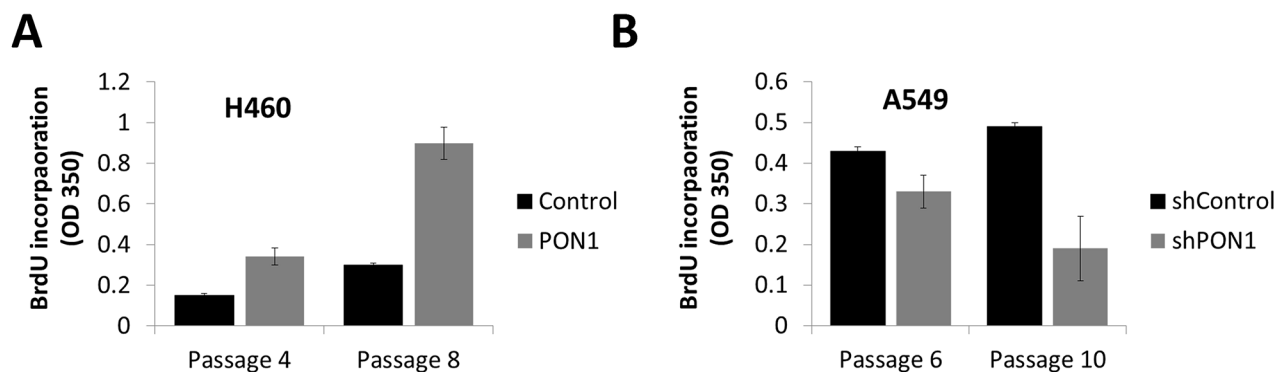 A
BrdU incorpaoration
(OD 350)
1.2
1
0.8
0.6
0.4
0.2
0
H460
Passage 4
Passage 8
Control
PON1
B
BrdU incorporation
(OD 350)
0.6
0.5
0.4
0.3
0.2
0.1
0
A549
Passage 6
Passage 10
shControl
shPON1